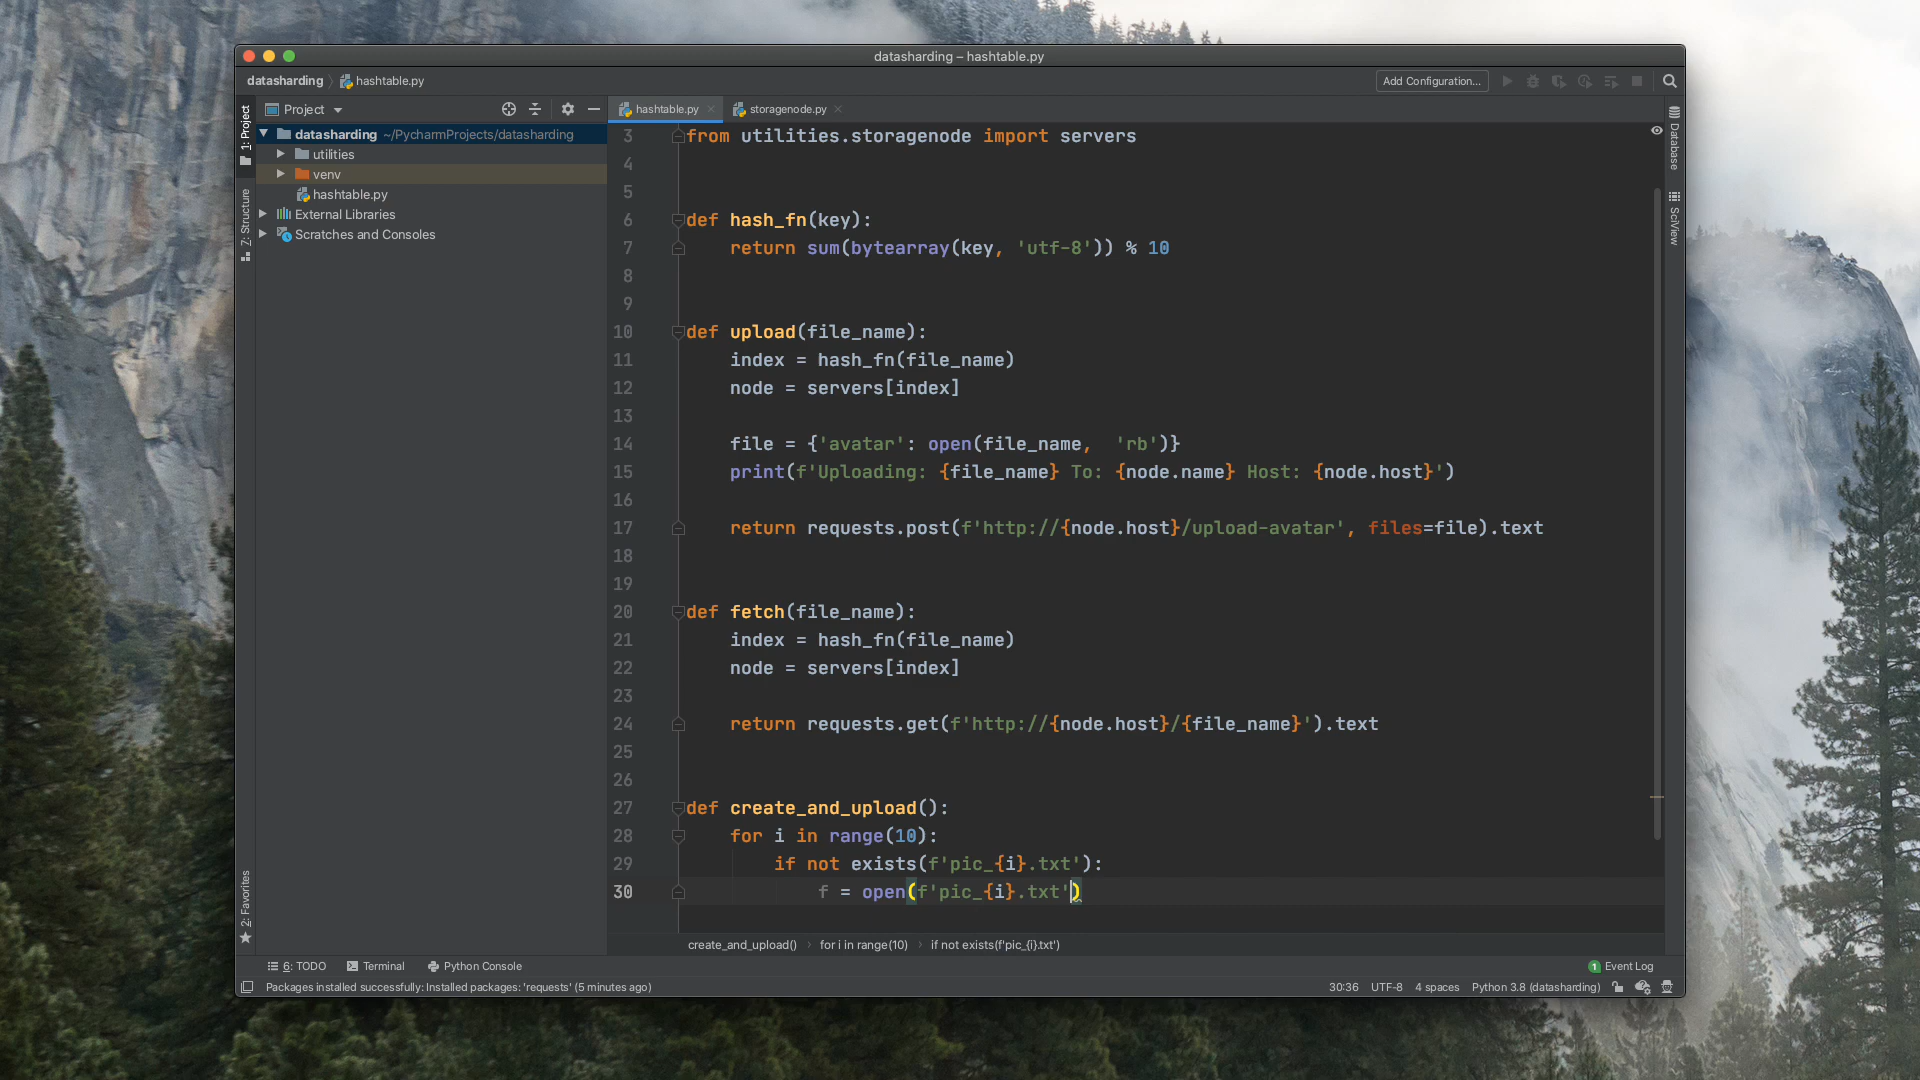 datasharding – hashtable.py
datasharding hashtable.py
Add Configuration...
Project
hashtable.py
storagenode.py
1: Project
Z: Structure
2: Favorites
datasharding ~/PycharmProjects/datasharding
utilities
venv
hashtable.py
External Libraries
Scratches and Consoles
3 from utilities.storagenode import servers
4
5
6 def hash_fn(key):
7     return sum(bytearray(key, 'utf-8')) % 10
8
9
10 def upload(file_name):
11     index = hash_fn(file_name)
12     node = servers[index]
13
14     file = {'avatar': open(file_name,  'rb')}
15     print(f'Uploading: {file_name} To: {node.name} Host: {node.host}')
16
17     return requests.post(f'http://{node.host}/upload-avatar', files=file).text
18
19
20 def fetch(file_name):
21     index = hash_fn(file_name)
22     node = servers[index]
23
24     return requests.get(f'http://{node.host}/{file_name}').text
25
26
27 def create_and_upload():
28     for i in range(10):
29         if not exists(f'pic_{i}.txt'):
30             f = open(f'pic_{i}.txt')
Database
SciView
create_and_upload() for i in range(10) if not exists(f'pic_{i}.txt')
6: TODO Terminal Python Console
1 Event Log
Packages installed successfully: Installed packages: 'requests' (5 minutes ago)
30:36 UTF-8 4 spaces Python 3.8 (datasharding)